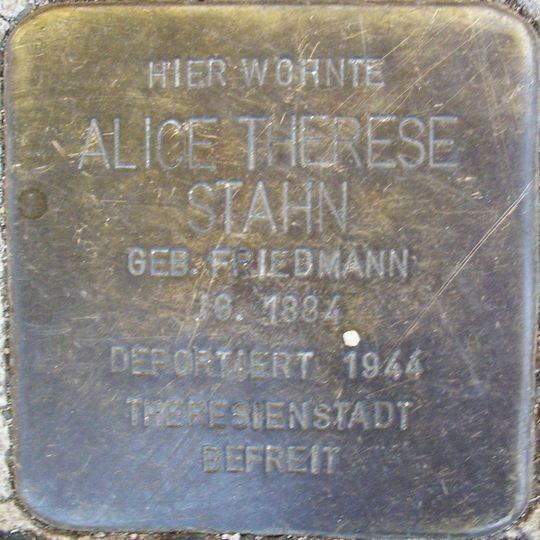 HIER WOHNTE
ALICE THERESE
STAHN
GEB. FRIEDMANN
JG. 1884
DEPORTIERT 1944
THERESIENSTADT
BEFREIT